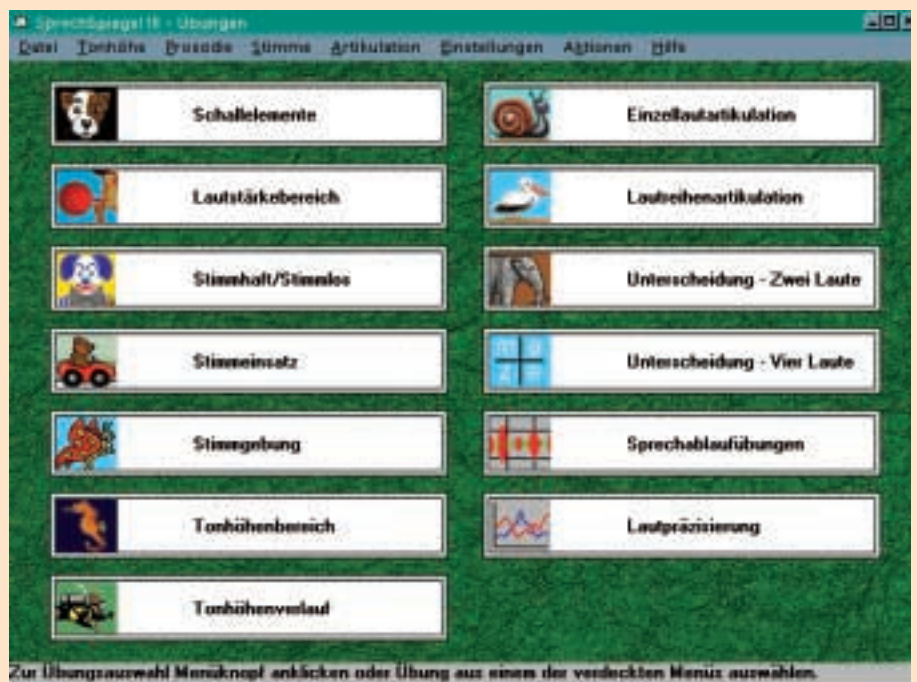 SprechSpiegel III - Übungen
Datei Tonhöhe Prosodie Stimme Artikulation Einstellungen Aktionen Hilfe
Schallelemente
Lautstärkebereich
Stimmhaft/Stimmlos
Stimmeinsatz
Stimmgebung
Tonhöhenbereich
Tonhöhenverlauf
Einzellautartikulation
Lautreihenartikulation
Unterscheidung - Zwei Laute
Unterscheidung - Vier Laute
Sprechablaufübungen
Lautpräzisierung
Zur Übungsauswahl Menüknopf anklicken oder Übung aus einem der verdeckten Menüs auswählen.